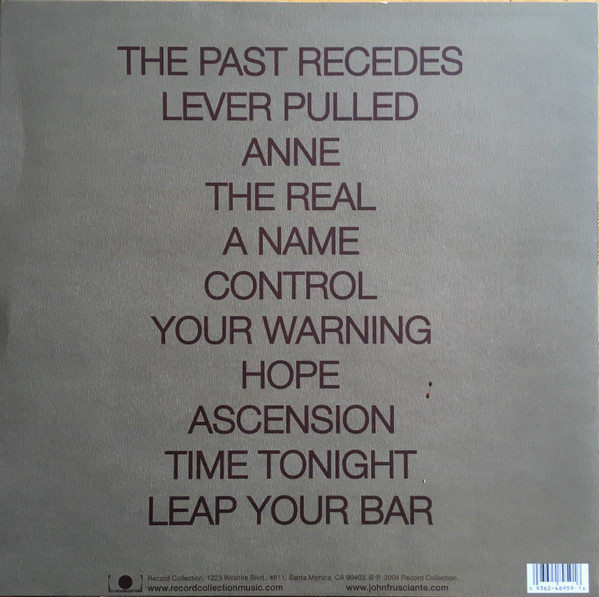 THE PAST RECEDES
LEVER PULLED
ANNE
THE REAL
A NAME
CONTROL
YOUR WARNING
HOPE
ASCENSION
TIME TONIGHT
LEAP YOUR BAR
Record Collection, 1223 Wilshire Blvd., #811, Santa Monica, CA 90403. ©℗ 2004 Record Collection.
www.recordcollectionmusic.com www.johnfrusciante.com